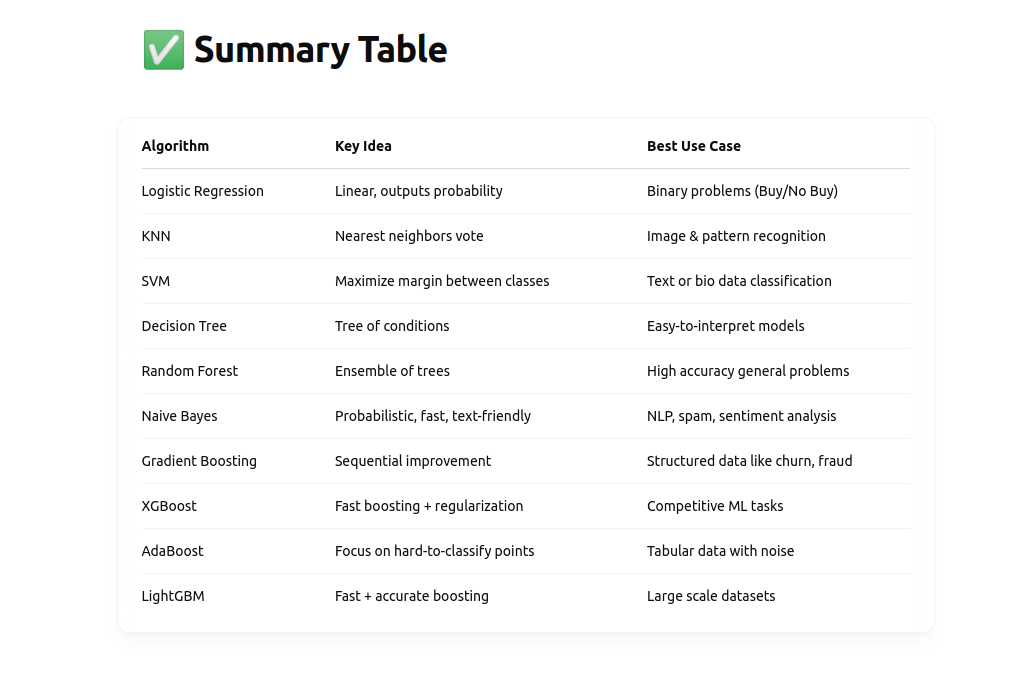 ✅ Summary Table
Algorithm Key Idea Best Use Case
Logistic Regression Linear, outputs probability Binary problems (Buy/No Buy)
KNN Nearest neighbors vote Image & pattern recognition
SVM Maximize margin between classes Text or bio data classification
Decision Tree Tree of conditions Easy-to-interpret models
Random Forest Ensemble of trees High accuracy general problems
Naive Bayes Probabilistic, fast, text-friendly NLP, spam, sentiment analysis
Gradient Boosting Sequential improvement Structured data like churn, fraud
XGBoost Fast boosting + regularization Competitive ML tasks
AdaBoost Focus on hard-to-classify points Tabular data with noise
LightGBM Fast + accurate boosting Large scale datasets